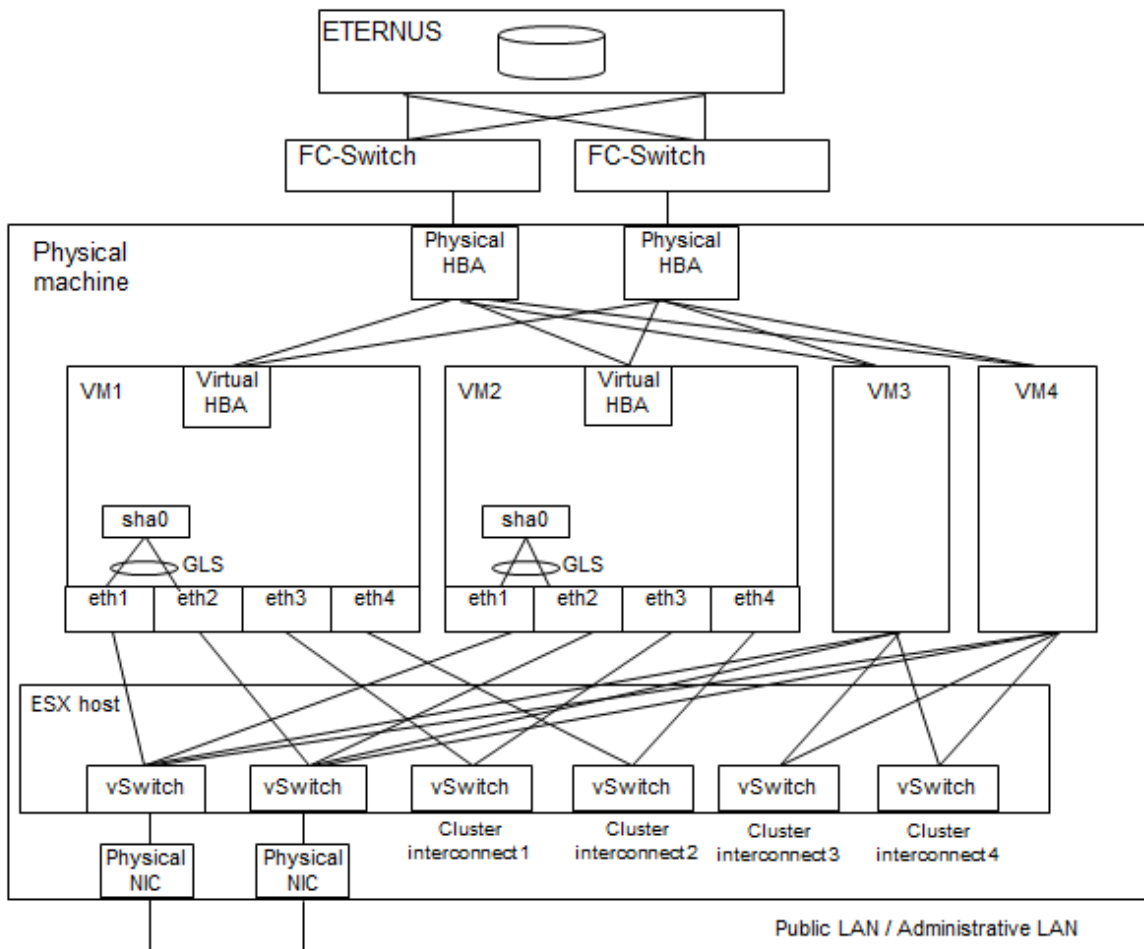 ETERNUS
FC-Switch
FC-Switch
Physical
machine
Physical
HBA
Physical
HBA
VM1
Virtual
HBA
VM2
Virtual
HBA
VM3
VM4
sha0
GLS
sha0
GLS
eth1
eth2
eth3
eth4
eth1
eth2
eth3
eth4
ESX host
vSwitch
vSwitch
vSwitch
vSwitch
vSwitch
vSwitch
Cluster
interconnect1
Cluster
interconnect2
Cluster
interconnect3
Cluster
interconnect4
Physical
NIC
Physical
NIC
Public LAN / Administrative LAN